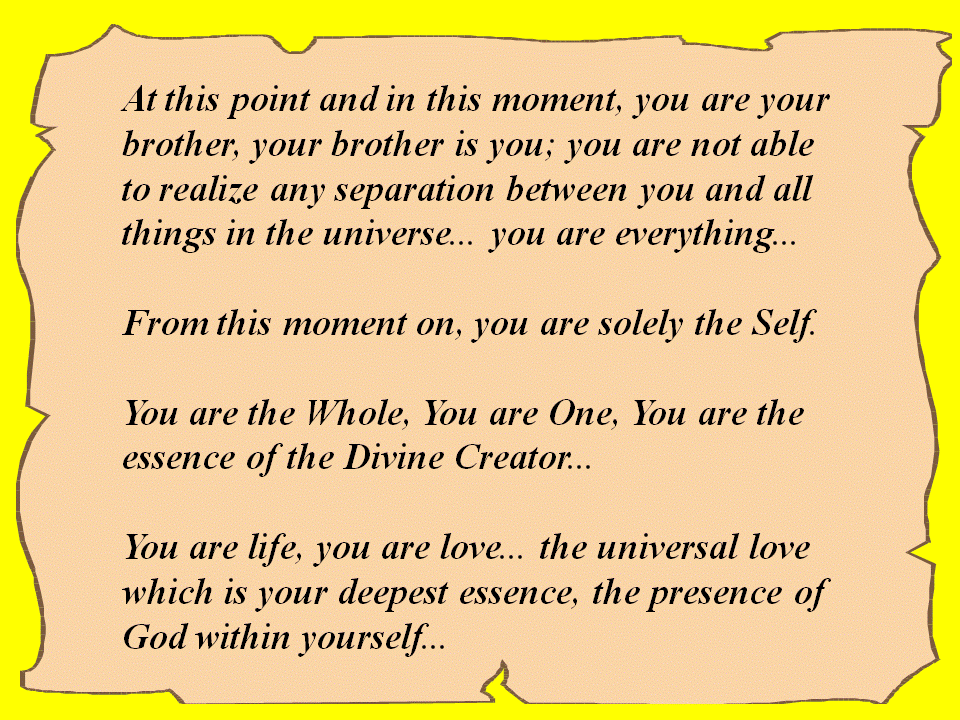 At this point and in this moment, you are your
brother, your brother is you; you are not able
to realize any separation between you and all
things in the universe... you are everything...
From this moment on, you are solely the Self.
You are the Whole, You are One, You are the
essence of the Divine Creator...
You are life, you are love... the universal love
which is your deepest essence, the presence of
God within yourself...